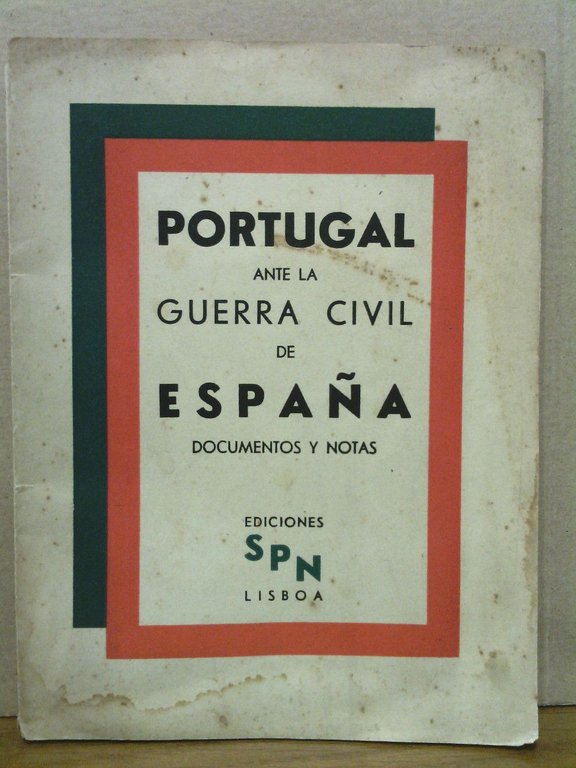 PORTUGAL
ANTE LA
GUERRA CIVIL
DE
ESPAÑA
DOCUMENTOS Y NOTAS
EDICIONES
SPN
LISBOA